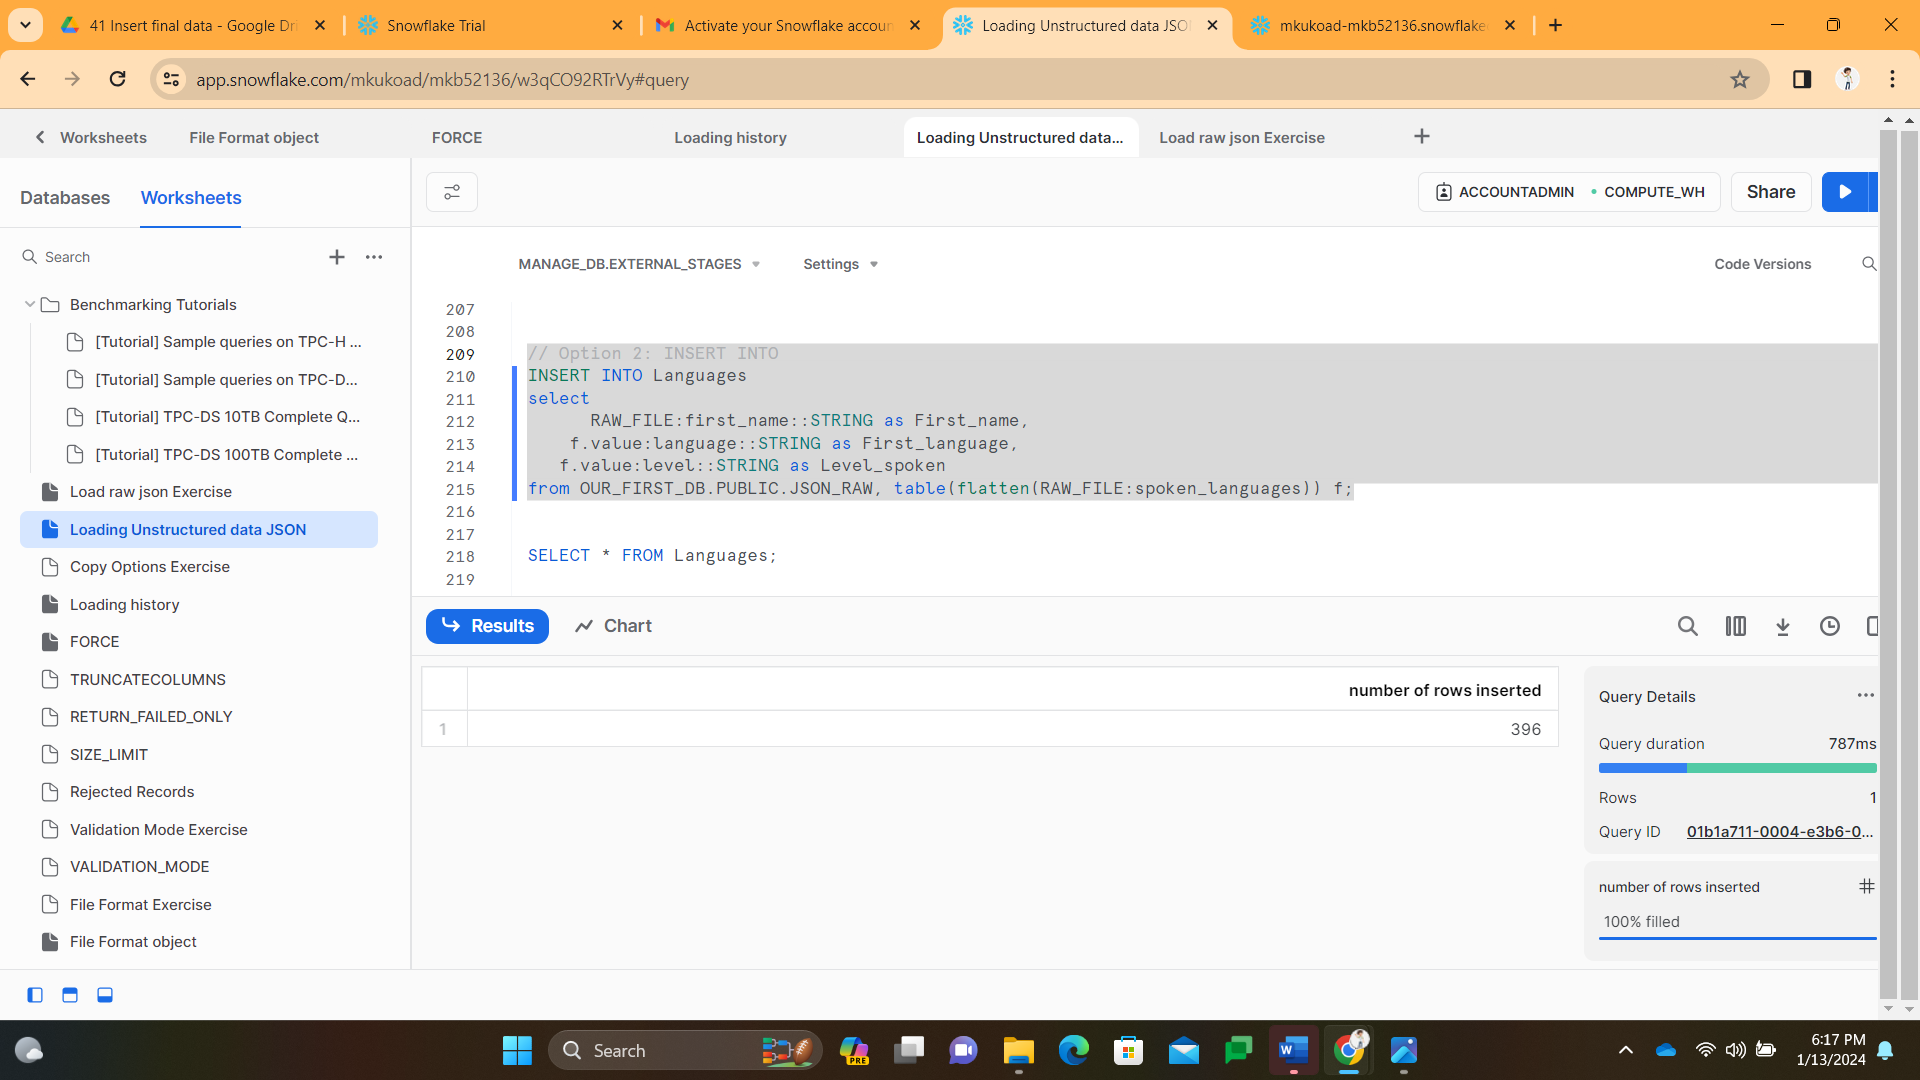 41 Insert final data - Google Dri
Snowflake Trial
Activate your Snowflake accoun
Loading Unstructured data JSO
mkukoad-mkb52136.snowflake
app.snowflake.com/mkukoad/mkb52136/w3qCO92RTrVy#query
Worksheets
File Format object
FORCE
Loading history
Loading Unstructured data...
Load raw json Exercise
Databases
Worksheets
ACCOUNTADMIN
COMPUTE_WH
Share
Search
MANAGE_DB.EXTERNAL_STAGES
Settings
Code Versions
Benchmarking Tutorials
[Tutorial] Sample queries on TPC-H ...
[Tutorial] Sample queries on TPC-D...
[Tutorial] TPC-DS 10TB Complete Q...
[Tutorial] TPC-DS 100TB Complete ...
Load raw json Exercise
Loading Unstructured data JSON
Copy Options Exercise
Loading history
FORCE
TRUNCATECOLUMNS
RETURN_FAILED_ONLY
SIZE_LIMIT
Rejected Records
Validation Mode Exercise
VALIDATION_MODE
File Format Exercise
File Format object
207
208
209 // Option 2: INSERT INTO
210 INSERT INTO Languages
211 select
212 RAW_FILE:first_name::STRING as First_name,
213 f.value:language::STRING as First_language,
214 f.value:level::STRING as Level_spoken
215 from OUR_FIRST_DB.PUBLIC.JSON_RAW, table(flatten(RAW_FILE:spoken_languages)) f;
216
217
218 SELECT * FROM Languages;
219
Results
Chart
number of rows inserted
1 396
Query Details
Query duration 787ms
Rows 1
Query ID 01b1a711-0004-e3b6-0...
number of rows inserted
100% filled
Search
PRE
6:17 PM
1/13/2024